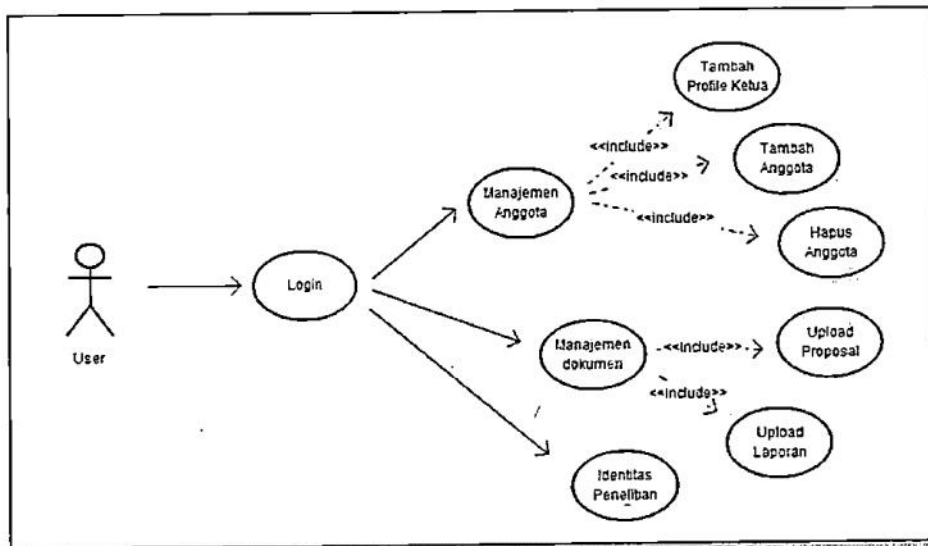 Tambah
Profile Ketua
<<include>>
Tambah
Anggota
<<include>>
Manajemen
Anggota
<<include>>
Hapus
Anggota
Login
User
Manajemen
dokumen
<<include>>
Upload
Proposal
<<include>>
Upload
Laporan
Identitas
Penelitian